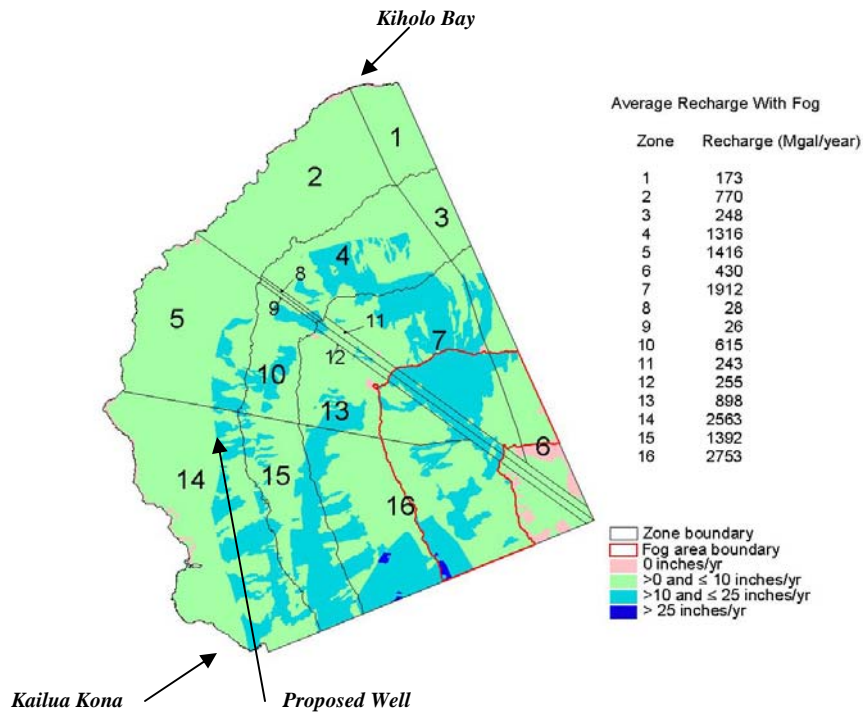 Kiholo Bay
Average Recharge With Fog
Zone Recharge (Mgal/year)
1 173
2 770
3 248
4 1316
5 1416
6 430
7 1912
8 28
9 26
10 615
11 243
12 255
13 898
14 2563
15 1392
16 2753
1
2
3
4
8
9
5
11
7
12
10
13
6
14
15
16
Zone boundary
Fog area boundary
0 inches/yr
>0 and ≤ 10 inches/yr
>10 and ≤ 25 inches/yr
> 25 inches/yr
Kailua Kona
Proposed Well